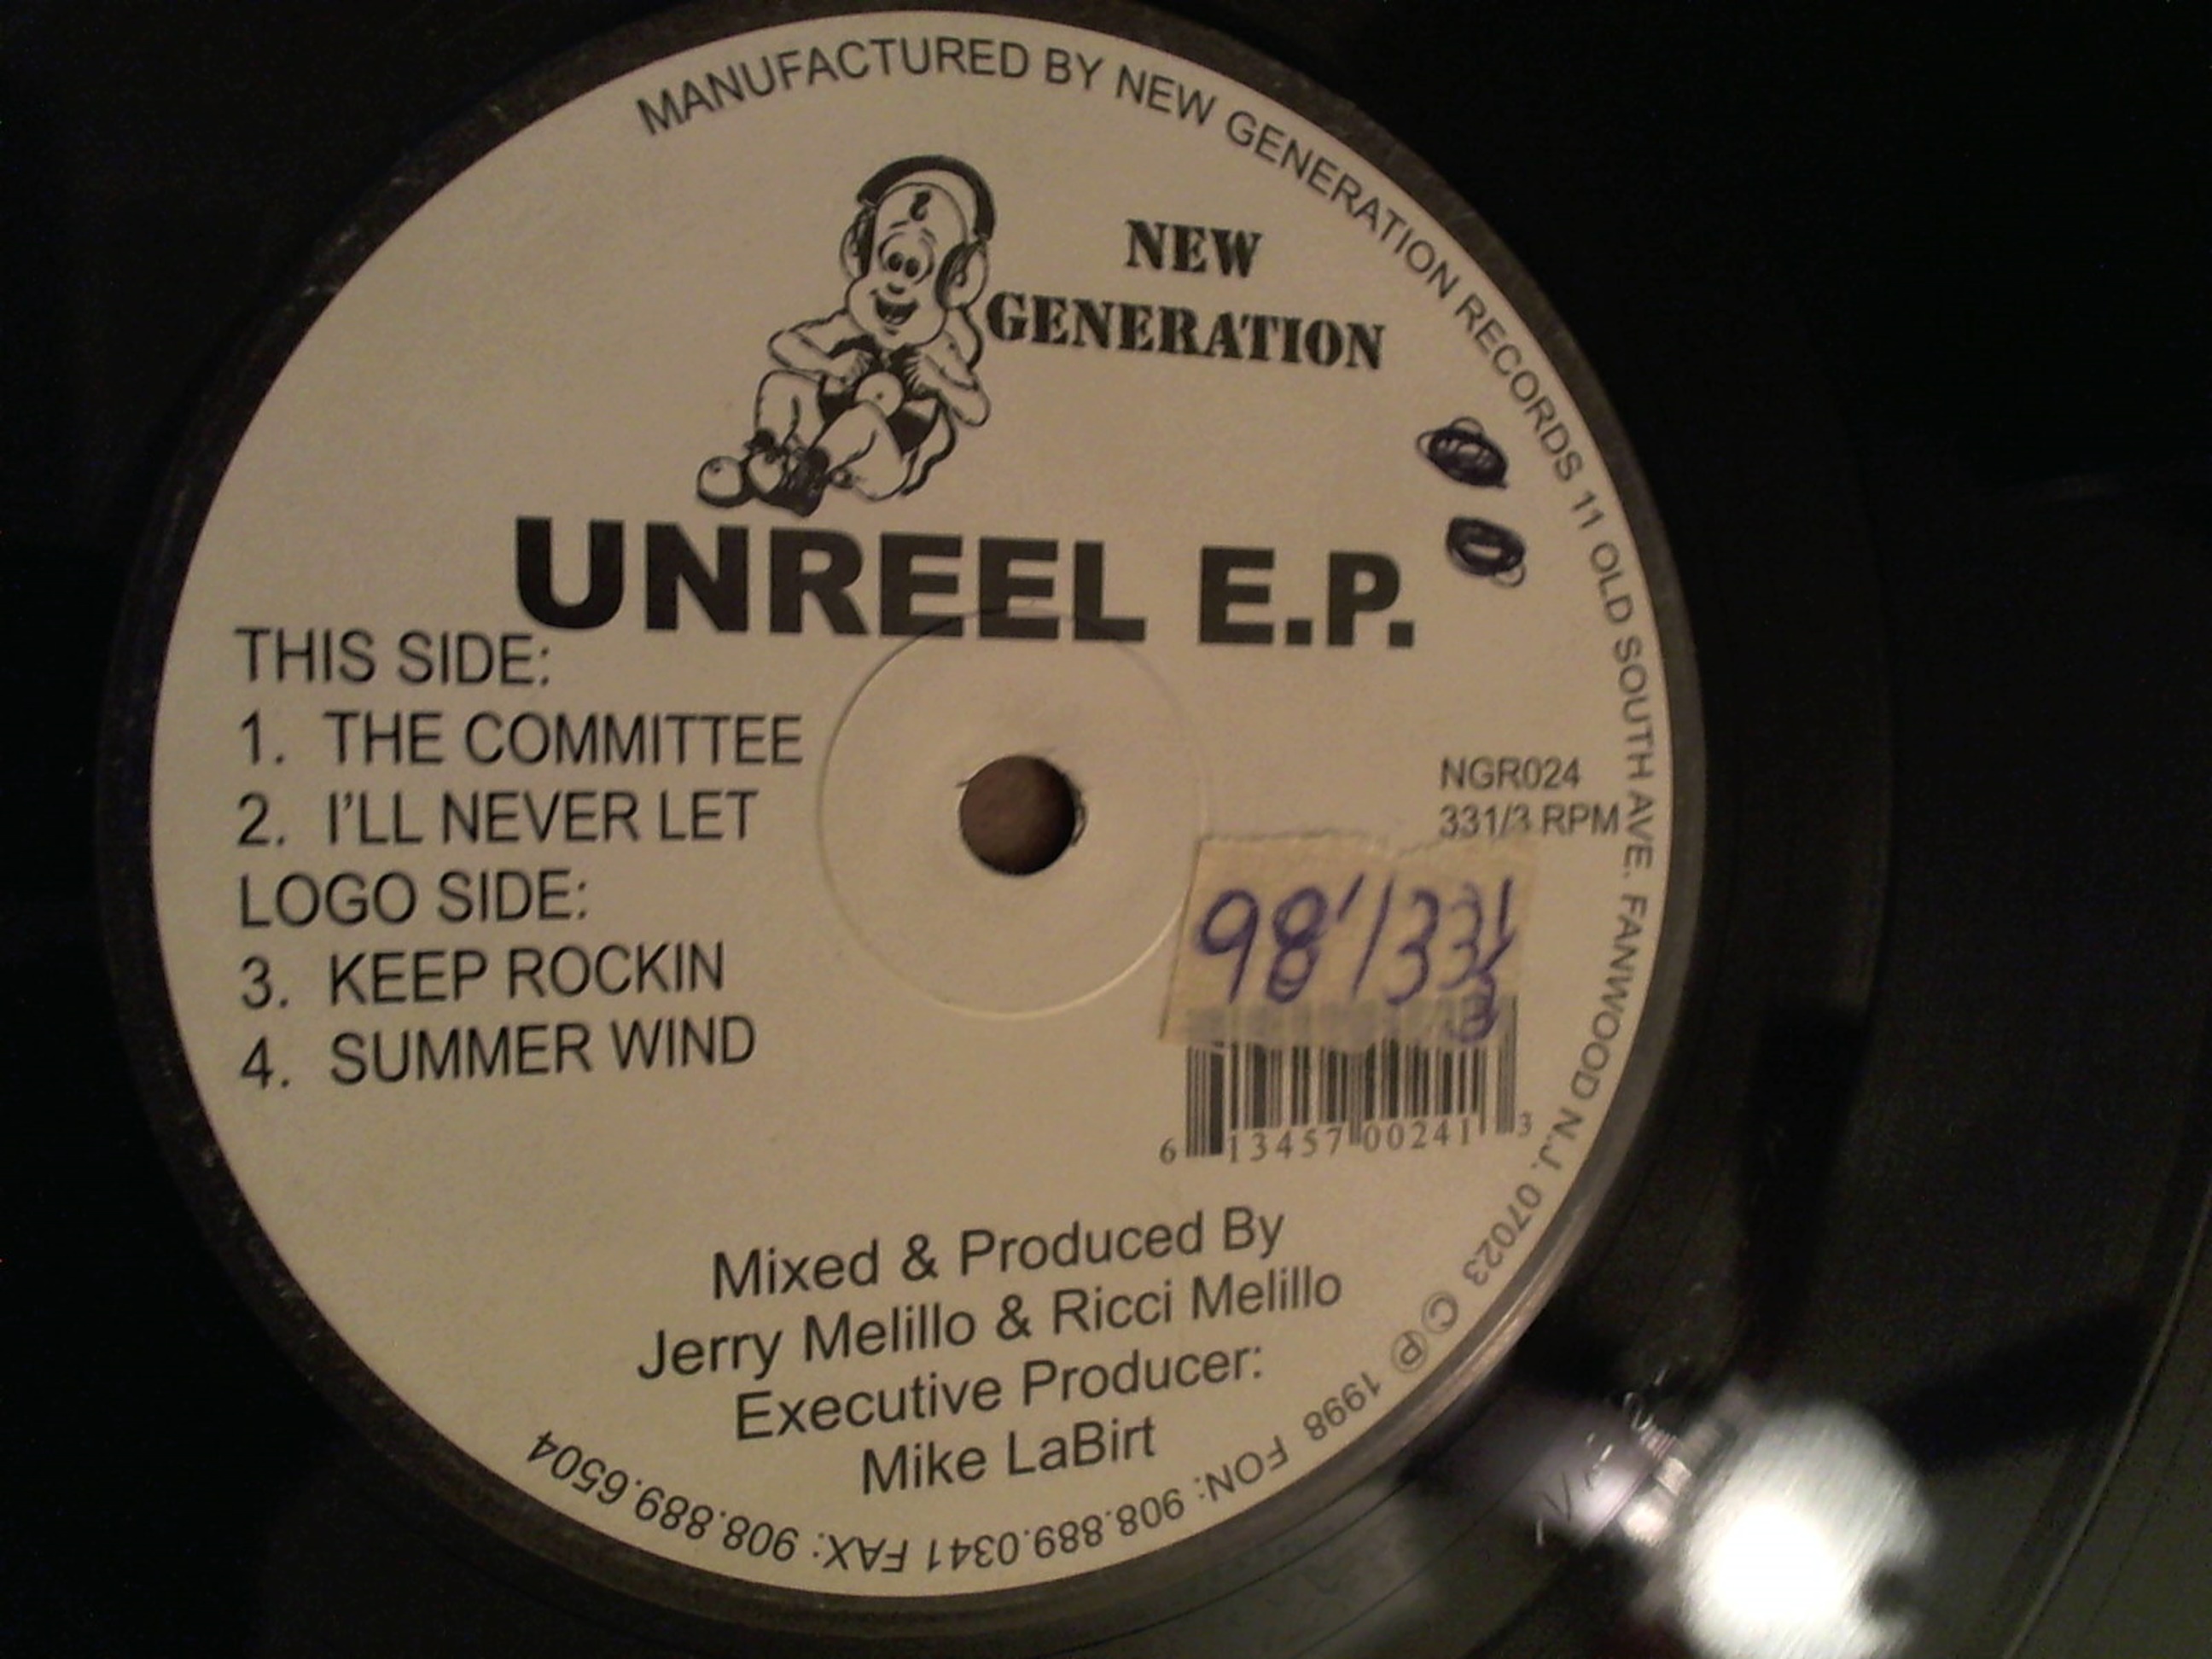 MANUFACTURED BY NEW GENERATION RECORDS 11 OLD SOUTH AVE. FANWOOD N.J. 07023 ©℗ 1998 FON: 908.889.0341 FAX: 908.889.6504
NEW
GENERATION
UNREEL E.P.
THIS SIDE:
1. THE COMMITTEE
2. I'LL NEVER LET
LOGO SIDE:
3. KEEP ROCKIN
4. SUMMER WIND
NGR024
331/3 RPM
98'/33 1/3
6 13457 00241 3
Mixed & Produced By
Jerry Melillo & Ricci Melillo
Executive Producer:
Mike LaBirt